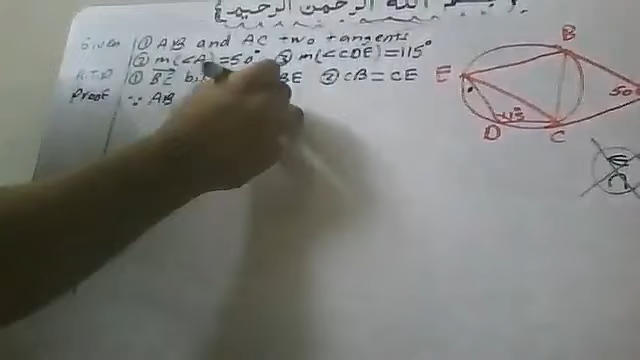 بسم الله الرحمن الرحيم
Given ① AB and AC two tangents
② m(<A)=50° ③ m(<CDE)=115°
R.T.P ① BC bi BE ② CB = CE
Proof ∵ AB
B
E
50
115
D
C